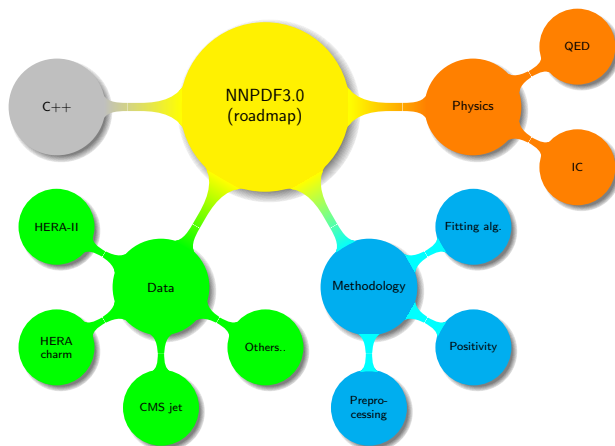 NNPDF3.0
(roadmap)
C++
Physics
QED
IC
Data
HERA-II
HERA
charm
CMS jet
Others..
Methodology
Fitting alg.
Positivity
Prepro-
cessing